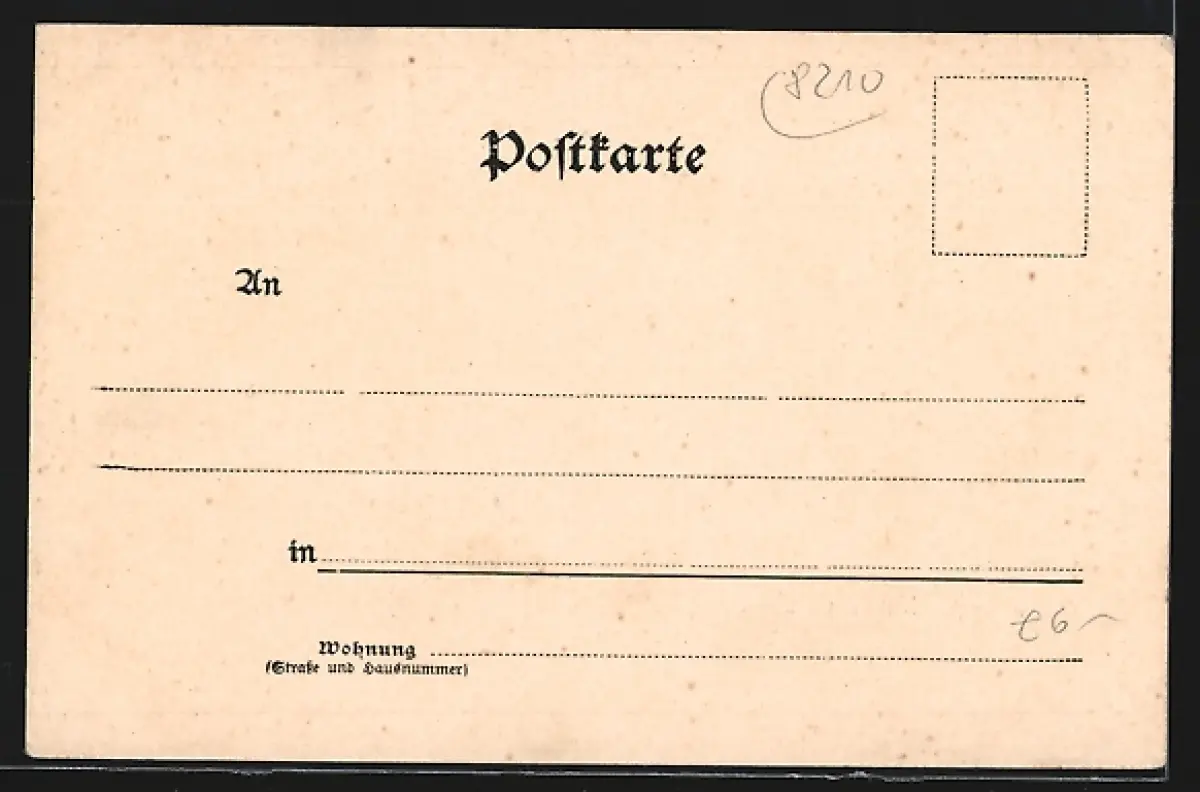 8210
Postkarte
An
in
€6-
Wohnung
(Straße und Hausnummer)